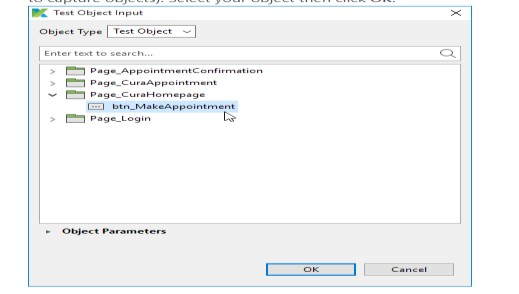 to capture objects). Select your object then click OK.
Test Object Input
Object Type Test Object
Enter text to search...
Page_AppointmentConfirmation
Page_CuraAppointment
Page_CuraHomepage
btn_MakeAppointment
Page_Login
Object Parameters
OK Cancel